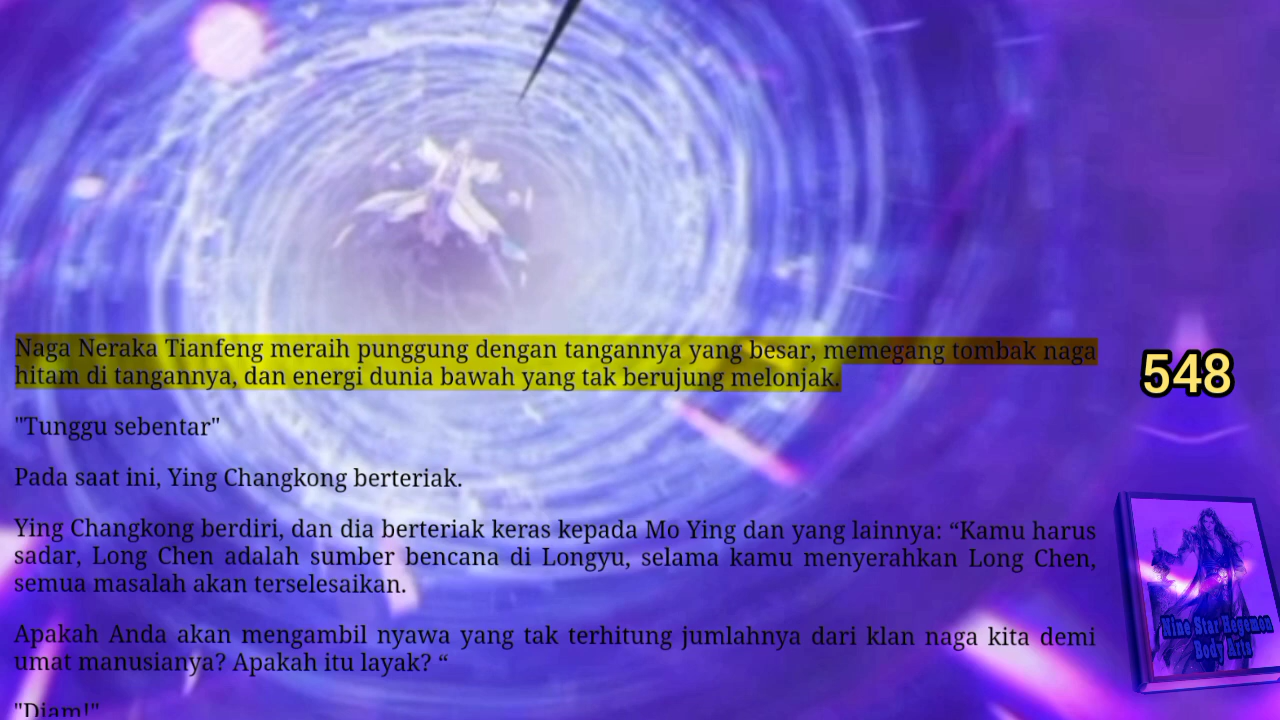 Naga Neraka Tianfeng meraih punggung dengan tangannya yang besar, memegang tombak naga
hitam di tangannya, dan energi dunia bawah yang tak berujung melonjak.
"Tunggu sebentar"
Pada saat ini, Ying Changkong berteriak.
Ying Changkong berdiri, dan dia berteriak keras kepada Mo Ying dan yang lainnya: “Kamu harus
sadar, Long Chen adalah sumber bencana di Longyu, selama kamu menyerahkan Long Chen,
semua masalah akan terselesaikan.
Apakah Anda akan mengambil nyawa yang tak terhitung jumlahnya dari klan naga kita demi
umat manusianya? Apakah itu layak? “
"Diam!"
548
Nine Star Hegemon
Body Arts